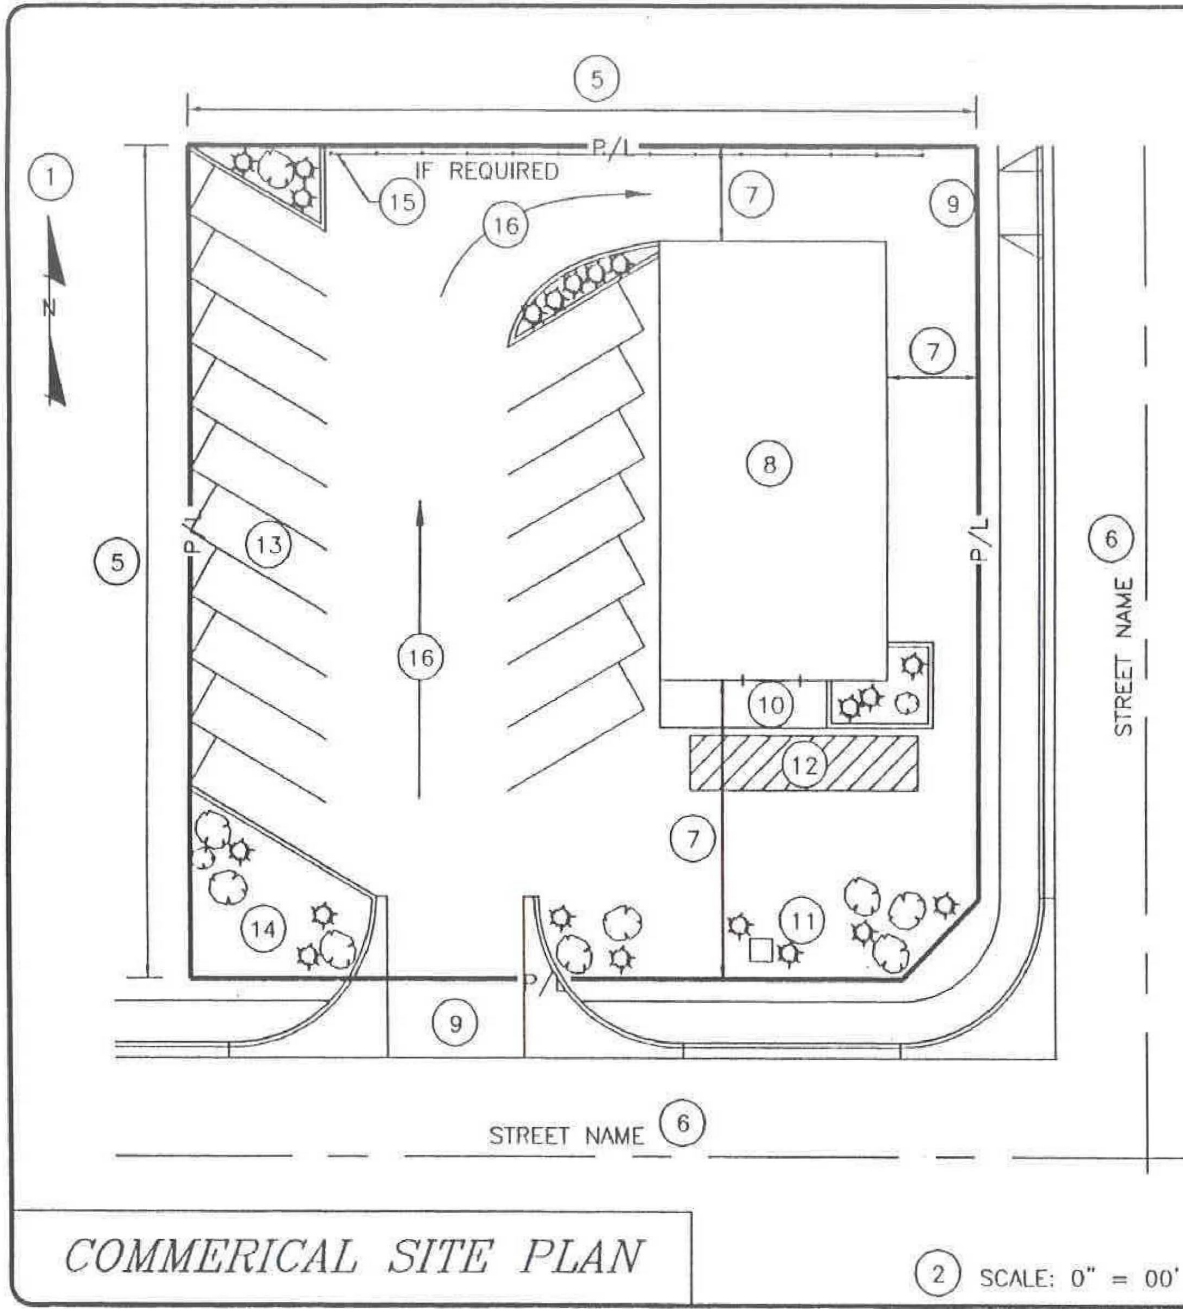 5
P/L
1
IF REQUIRED
7
9
15
16
N
7
8
P/L
13
P/L
6
5
STREET NAME
16
10
12
7
11
14
P/L
9
STREET NAME 6
COMMERICAL SITE PLAN
2 SCALE: 0" = 00'